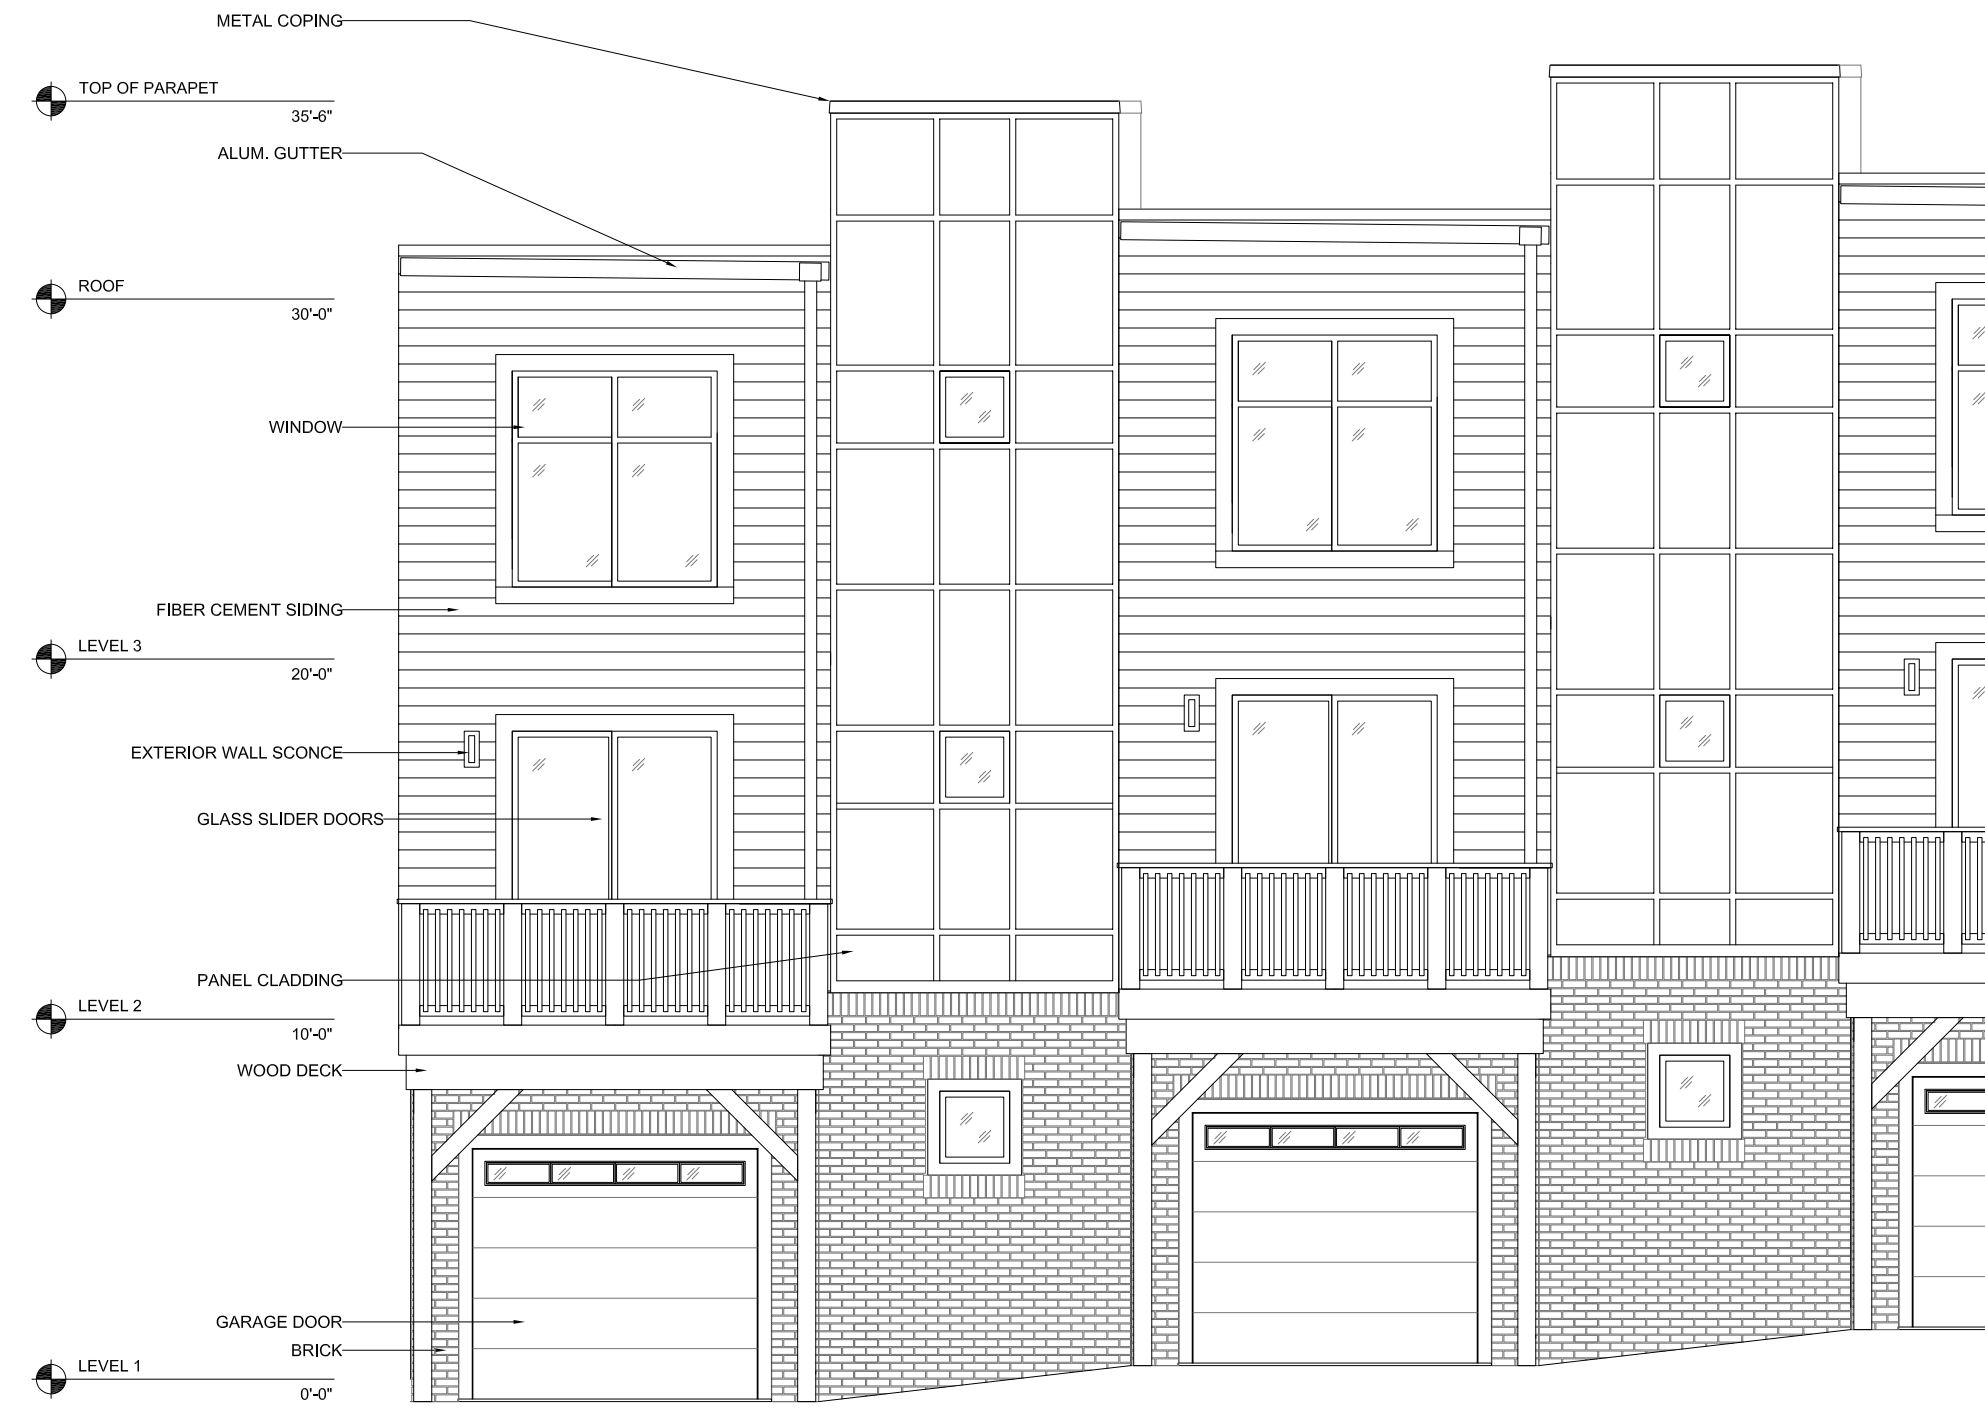 METAL COPING
TOP OF PARAPET
35'-6"
ALUM. GUTTER
ROOF
30'-0"
WINDOW
FIBER CEMENT SIDING
LEVEL 3
20'-0"
EXTERIOR WALL SCONCE
GLASS SLIDER DOORS
PANEL CLADDING
LEVEL 2
10'-0"
WOOD DECK
GARAGE DOOR
BRICK
LEVEL 1
0'-0"